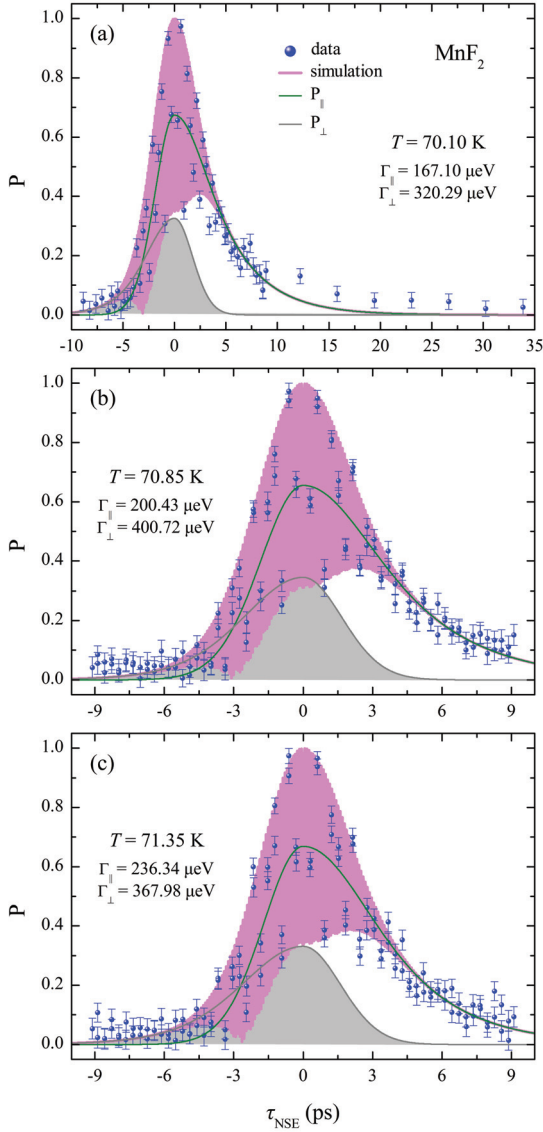 (a)
MnF₂
data
simulation
P∥
P⊥
T = 70.10 K
Γ∥ = 167.10 μeV
Γ⊥ = 320.29 μeV
P
1.0
0.8
0.6
0.4
0.2
0.0
-10 -5 0 5 10 15 20 25 30 35
(b)
T = 70.85 K
Γ∥ = 200.43 μeV
Γ⊥ = 400.72 μeV
P
1.0
0.8
0.6
0.4
0.2
0.0
-9 -6 -3 0 3 6 9
(c)
T = 71.35 K
Γ∥ = 236.34 μeV
Γ⊥ = 367.98 μeV
P
1.0
0.8
0.6
0.4
0.2
0.0
-9 -6 -3 0 3 6 9
τNSE (ps)